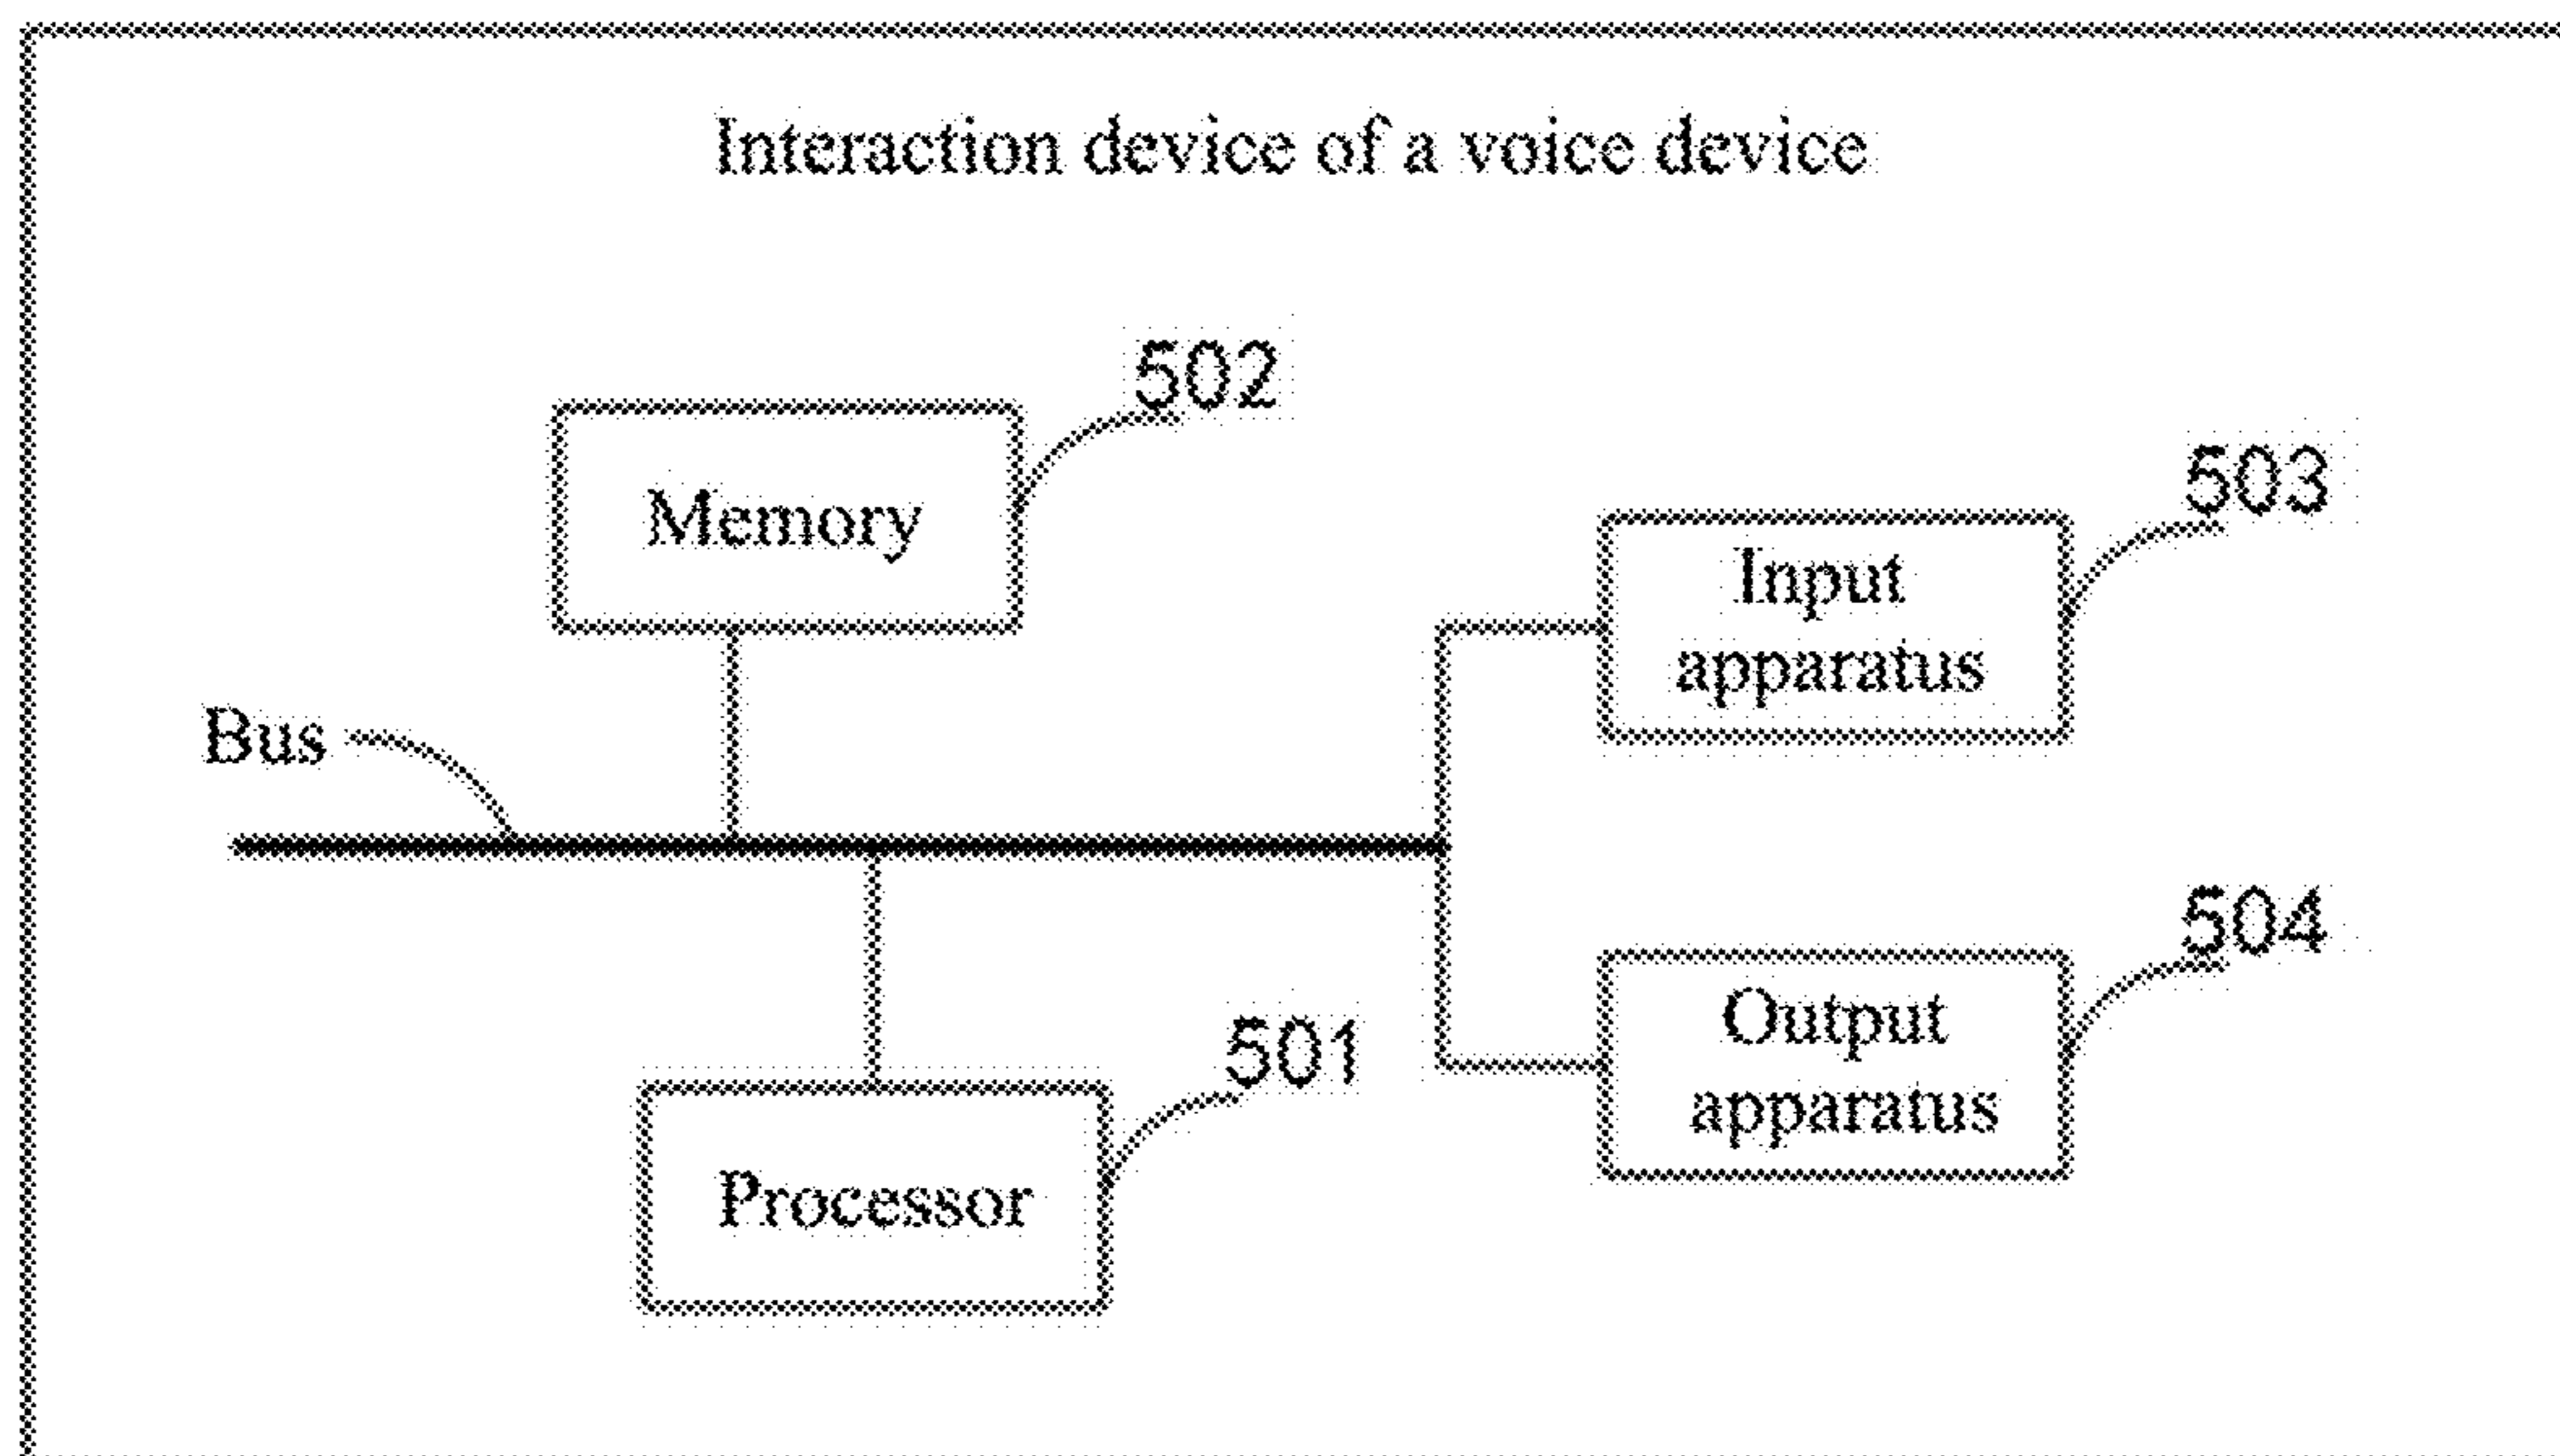 Interaction device of a voice device
502
Memory
503
Input
apparatus
Bus
504
Output
apparatus
501
Processor